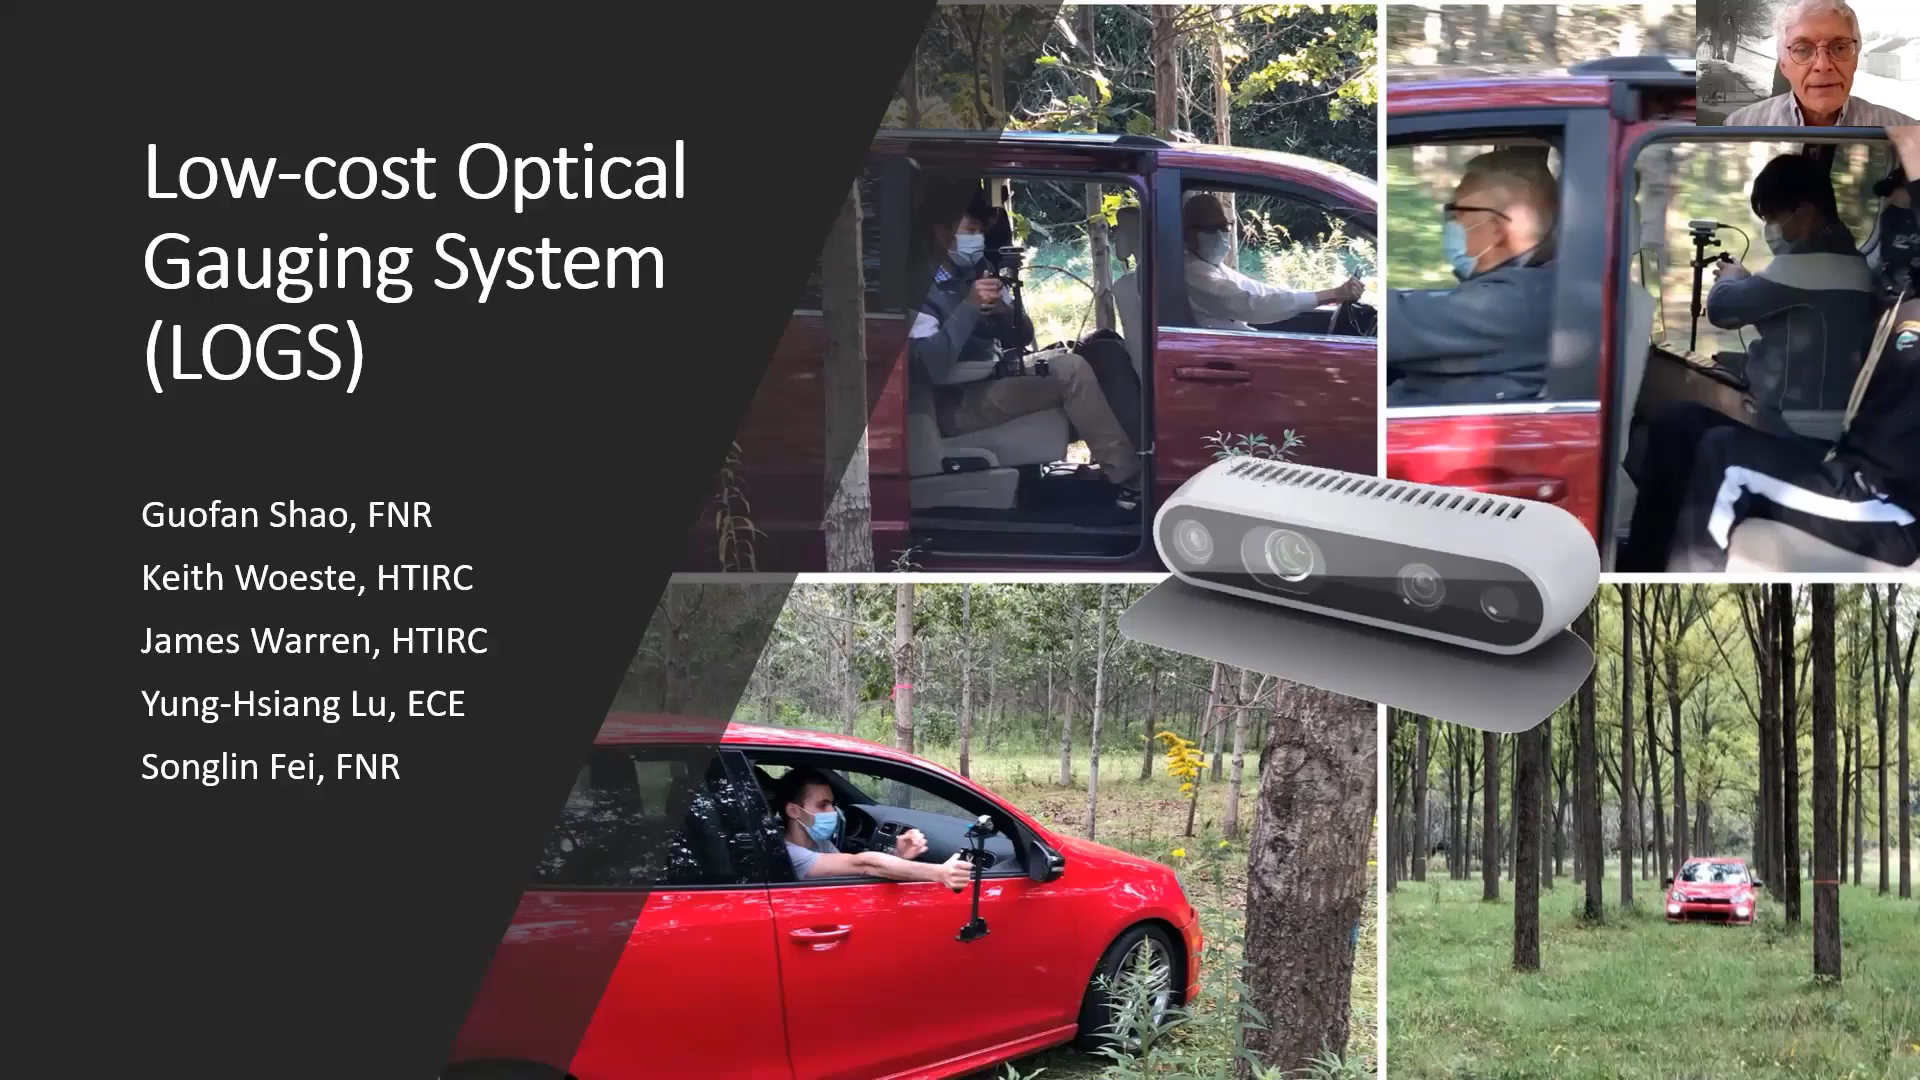 Low-cost Optical
Gauging System
(LOGS)
Guofan Shao, FNR
Keith Woeste, HTIRC
James Warren, HTIRC
Yung-Hsiang Lu, ECE
Songlin Fei, FNR